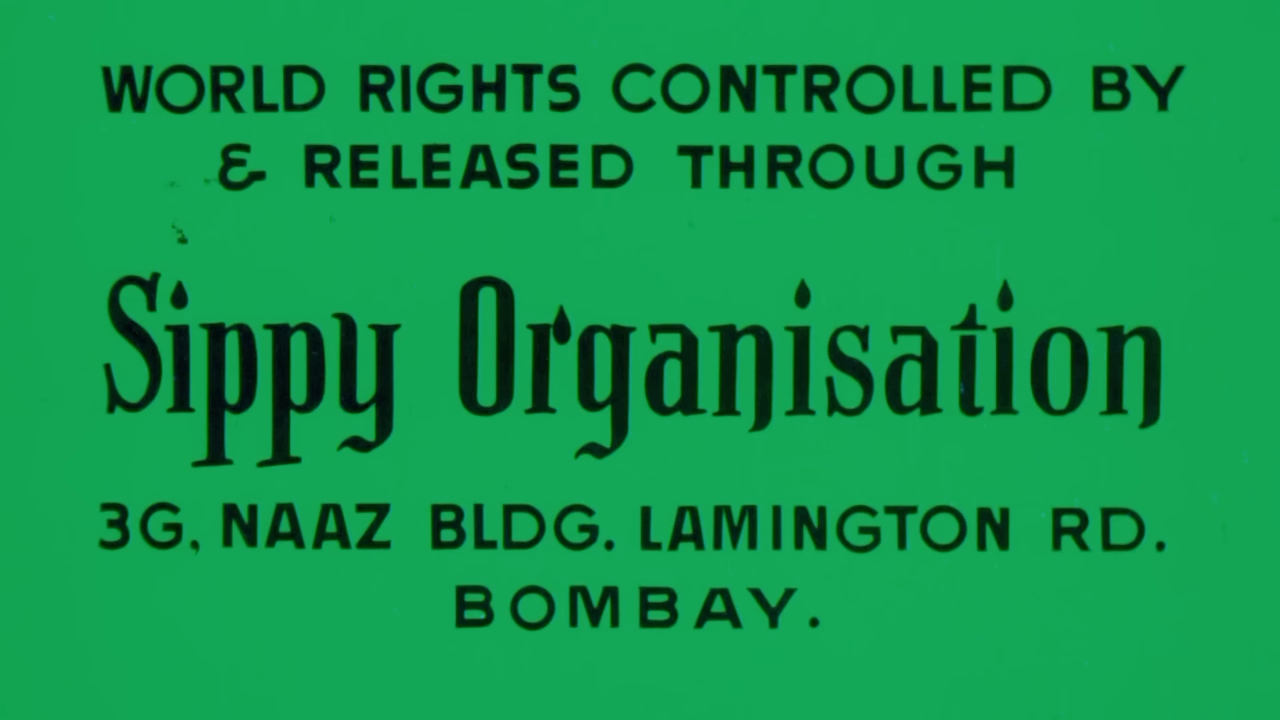 WORLD RIGHTS CONTROLLED BY
& RELEASED THROUGH
Sippy Organisation
3G, NAAZ BLDG. LAMINGTON RD.
BOMBAY.